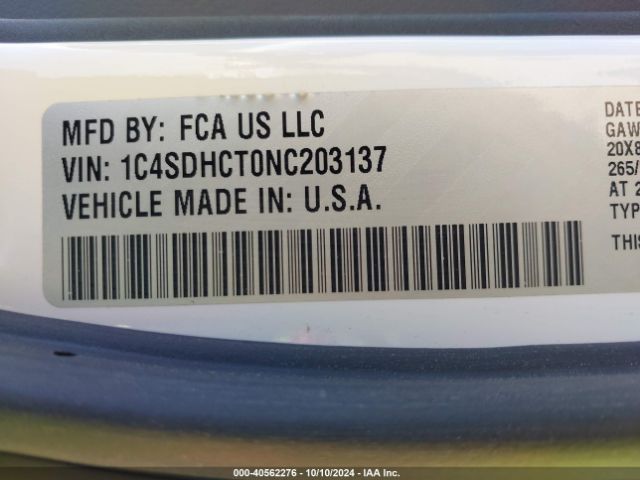 MFD BY: FCA US LLC
VIN: 1C4SDHCT0NC203137
VEHICLE MADE IN: U.S.A.
DATE
GAW
20X8
265/
AT 2
TYP
THIS
000-40562276 - 10/10/2024 - IAA Inc.